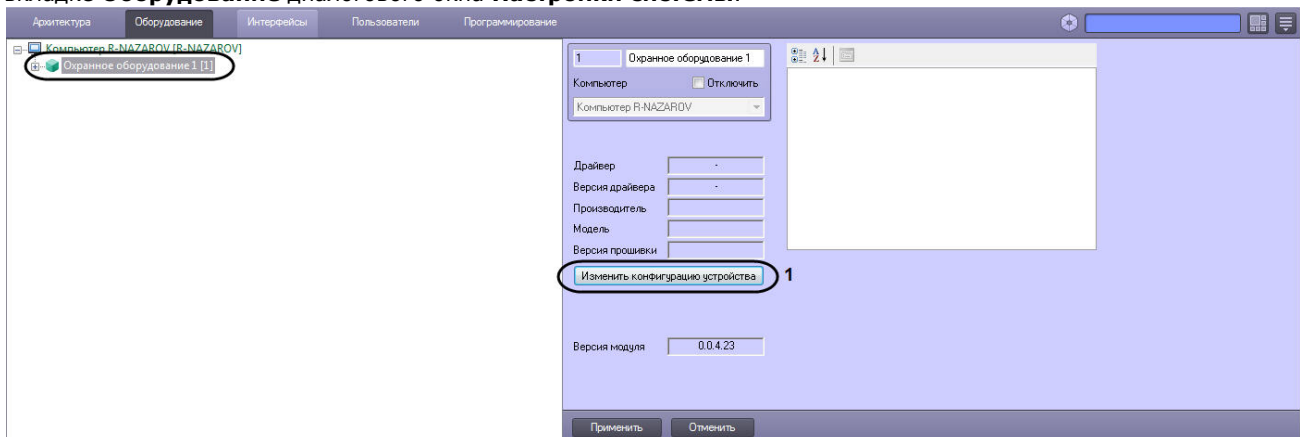 вкладке Оборудование диалогового окна Настройки системы.
Архитектура Оборудование Интерфейсы Пользователи Программирование
Компьютер R-NAZAROV [R-NAZAROV]
Охранное оборудование 1 [1]
1 Охранное оборудование 1
Компьютер Отключить
Компьютер R-NAZAROV
Драйвер -
Версия драйвера -
Производитель
Модель
Версия прошивки
Изменить конфигурацию устройства 1
Версия модуля 0.0.4.23
Применить Отменить